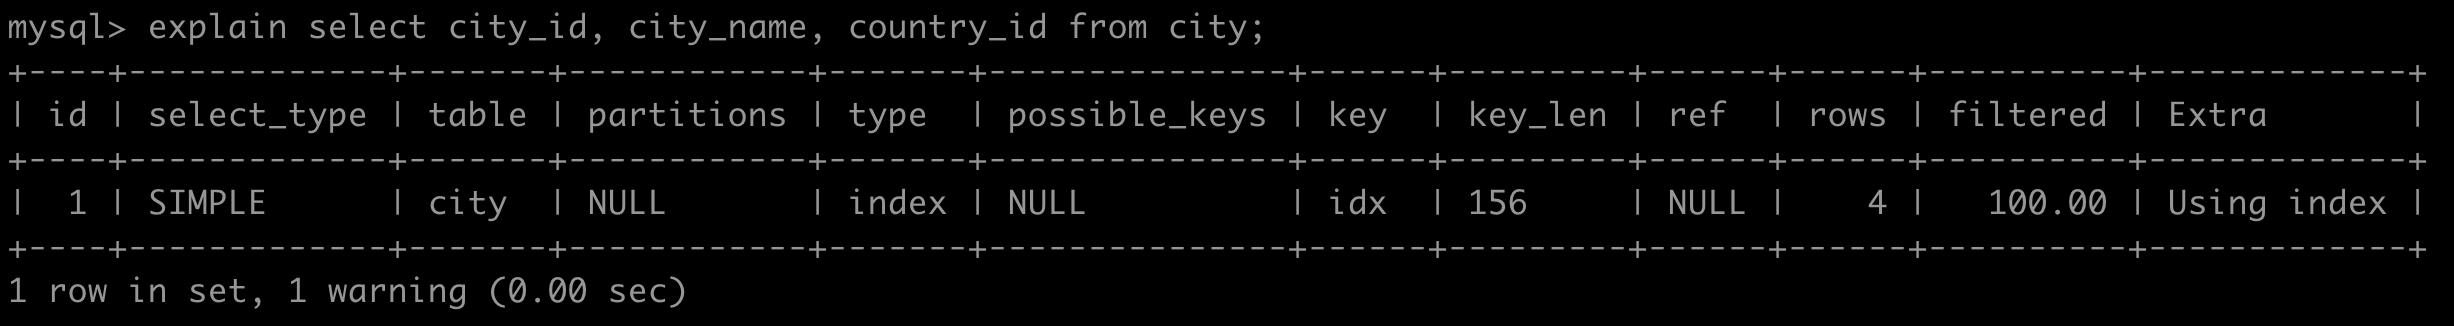 mysql> explain select city_id, city_name, country_id from city;
+----+-------------+-------+------------+-------+---------------+------+---------+------+------+----------+-------------+
| id | select_type | table | partitions | type  | possible_keys | key  | key_len | ref  | rows | filtered | Extra       |
+----+-------------+-------+------------+-------+---------------+------+---------+------+------+----------+-------------+
|  1 | SIMPLE      | city  | NULL       | index | NULL          | idx  | 156     | NULL |    4 |   100.00 | Using index |
+----+-------------+-------+------------+-------+---------------+------+---------+------+------+----------+-------------+
1 row in set, 1 warning (0.00 sec)